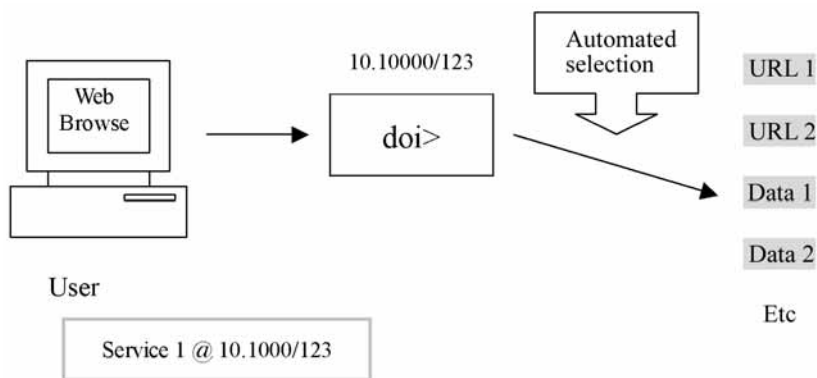 Automated
selection
10.10000/123
URL 1
Web
Browse
doi>
URL 2
Data 1
Data 2
User
Etc
Service 1 @ 10.1000/123